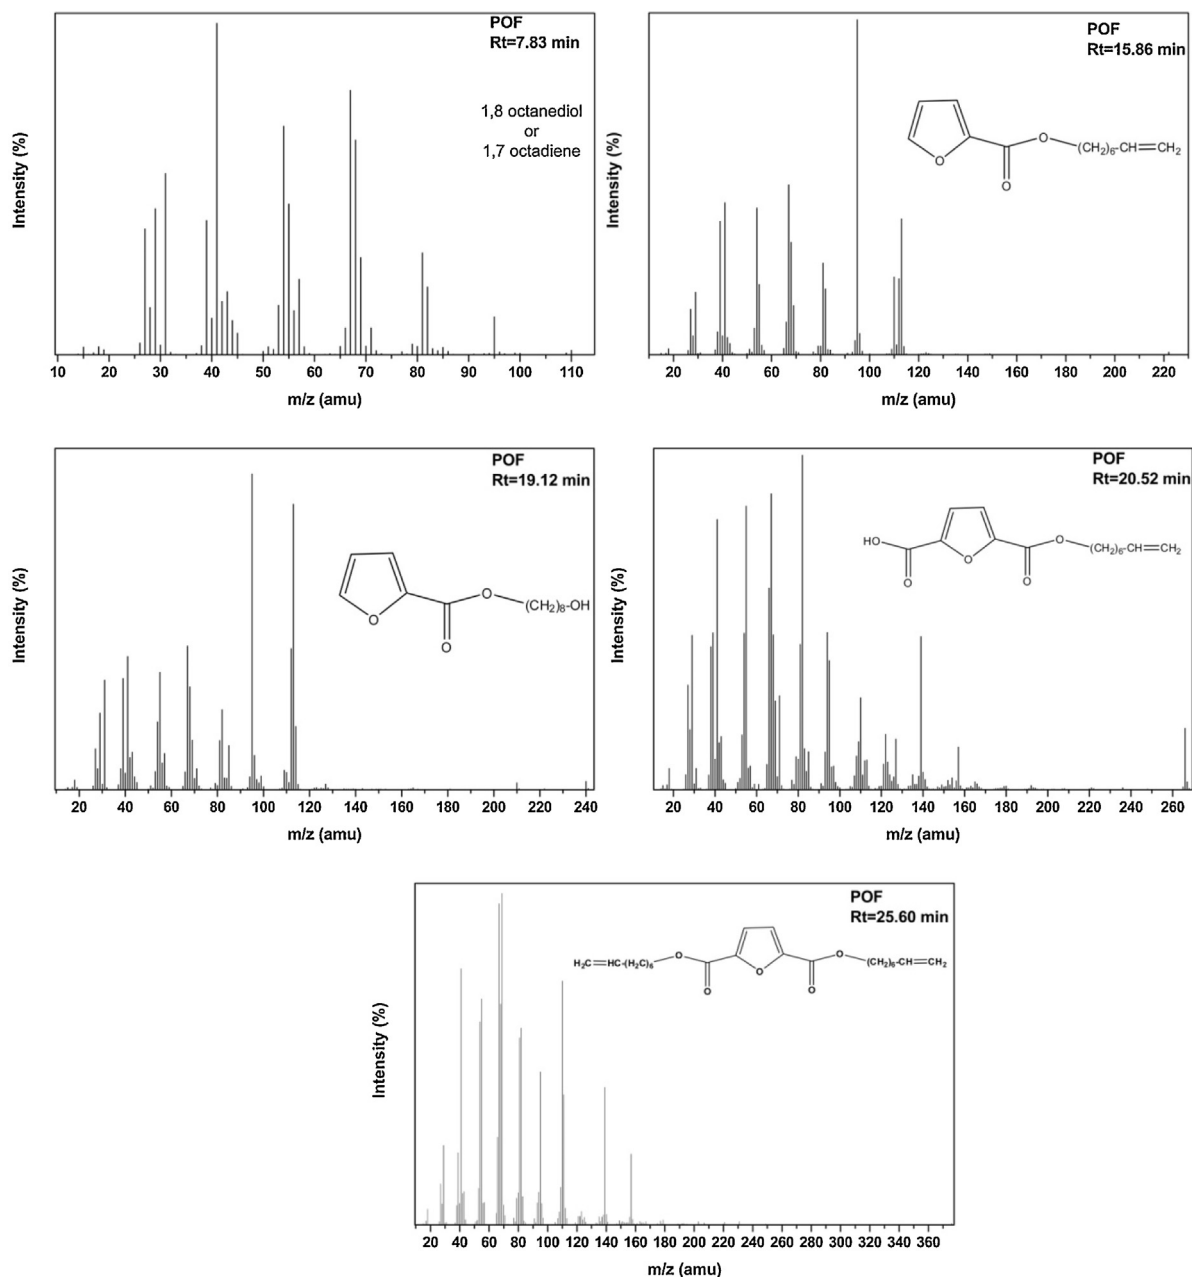 POF
Rt=7.83 min
1,8 octanediol
or
1,7 octadiene
Intensity (%)
10 20 30 40 50 60 70 80 90 100 110
m/z (amu)
POF
Rt=15.86 min
O
O
O
(CH2)6-CH=CH2
Intensity (%)
20 40 60 80 100 120 140 160 180 200 220
m/z (amu)
POF
Rt=19.12 min
O
O
O
(CH2)8-OH
Intensity (%)
20 40 60 80 100 120 140 160 180 200 220 240
m/z (amu)
POF
Rt=20.52 min
HO
O
O
O
O
(CH2)6-CH=CH2
Intensity (%)
20 40 60 80 100 120 140 160 180 200 220 240 260
m/z (amu)
POF
Rt=25.60 min
H2C=HC-(H2C)6
O
O
O
O
O
(CH2)6-CH=CH2
Intensity (%)
20 40 60 80 100 120 140 160 180 200 220 240 260 280 300 320 340 360
m/z (amu)